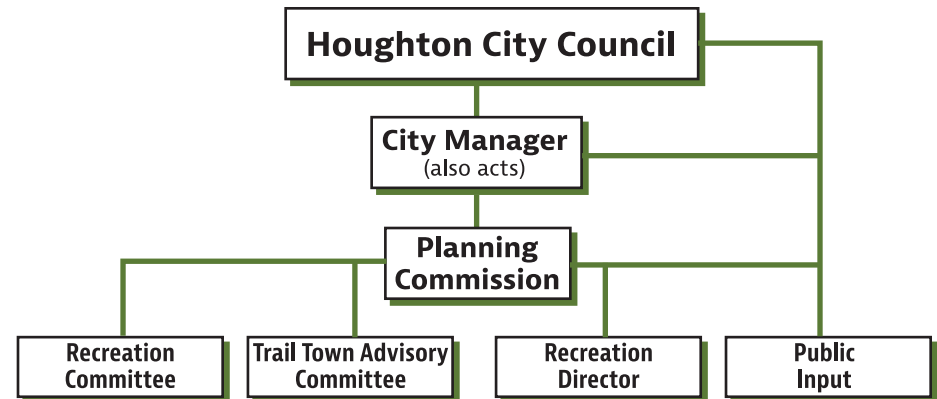 Houghton City Council
City Manager
(also acts)
Planning
Commission
Recreation
Committee
Trail Town Advisory
Committee
Recreation
Director
Public
Input